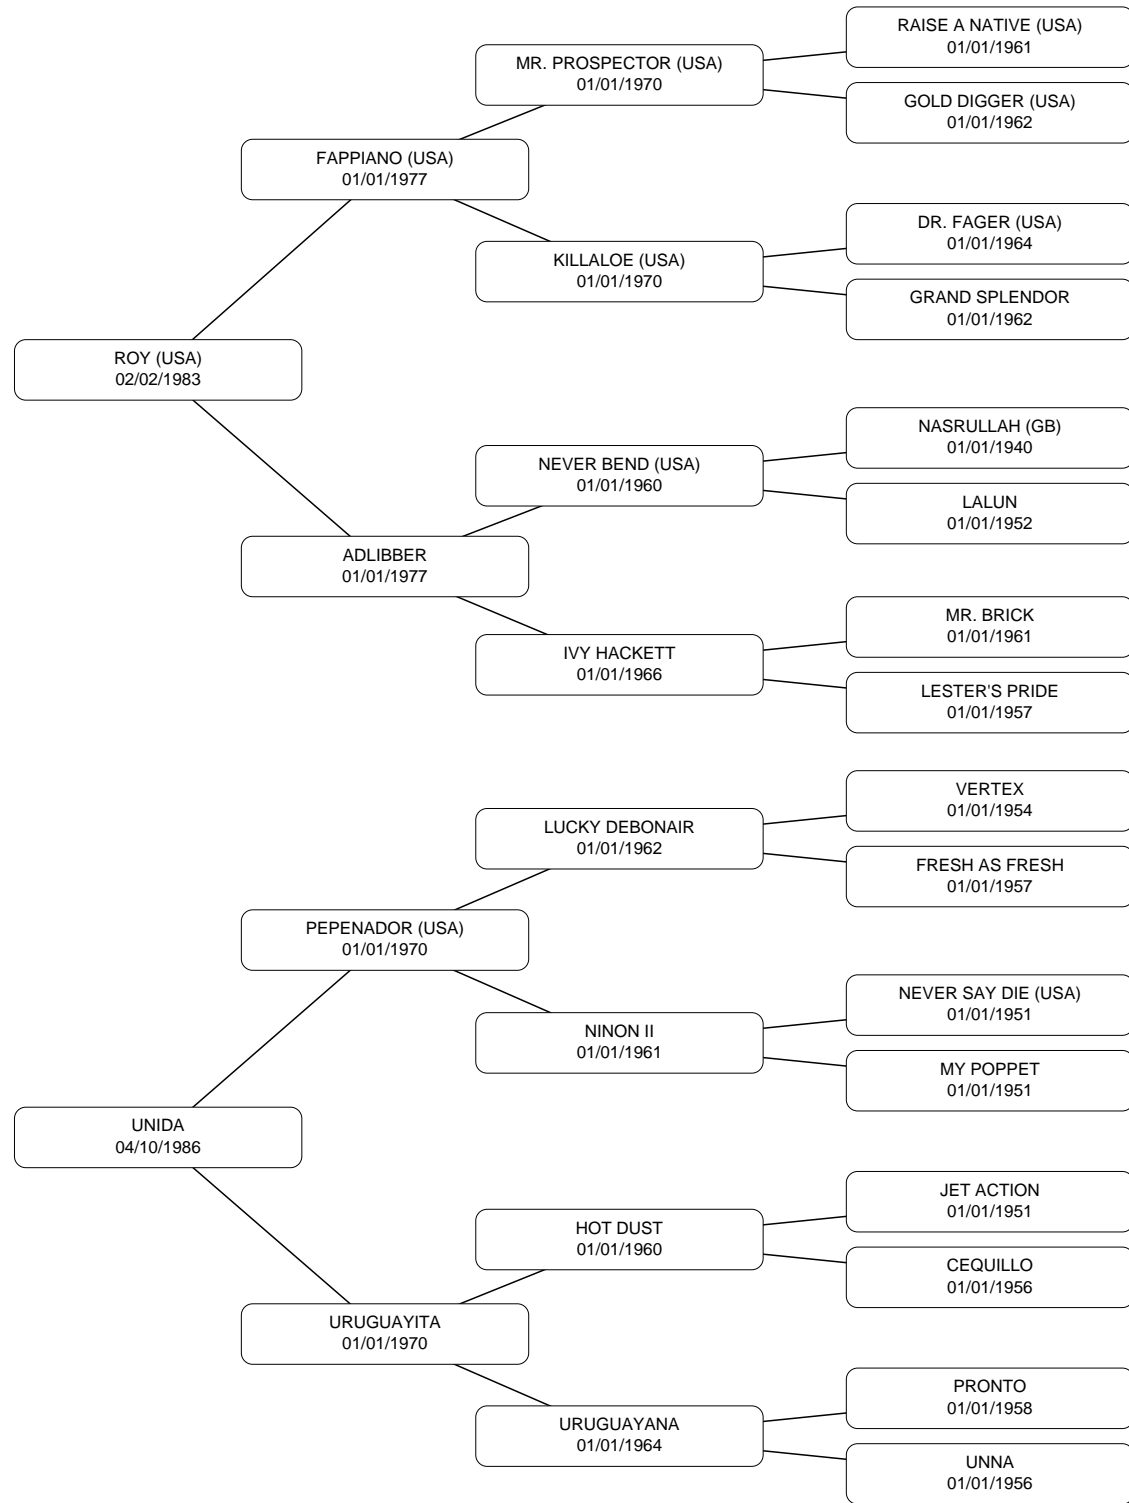 RAISE A NATIVE (USA)
01/01/1961
MR. PROSPECTOR (USA)
01/01/1970
GOLD DIGGER (USA)
01/01/1962
FAPPIANO (USA)
01/01/1977
DR. FAGER (USA)
01/01/1964
KILLALOE (USA)
01/01/1970
GRAND SPLENDOR
01/01/1962
ROY (USA)
02/02/1983
NASRULLAH (GB)
01/01/1940
NEVER BEND (USA)
01/01/1960
LALUN
01/01/1952
ADLIBBER
01/01/1977
MR. BRICK
01/01/1961
IVY HACKETT
01/01/1966
LESTER'S PRIDE
01/01/1957
VERTEX
01/01/1954
LUCKY DEBONAIR
01/01/1962
FRESH AS FRESH
01/01/1957
PEPENADOR (USA)
01/01/1970
NEVER SAY DIE (USA)
01/01/1951
NINON II
01/01/1961
MY POPPET
01/01/1951
UNIDA
04/10/1986
JET ACTION
01/01/1951
HOT DUST
01/01/1960
CEQUILLO
01/01/1956
URUGUAYITA
01/01/1970
PRONTO
01/01/1958
URUGUAYANA
01/01/1964
UNNA
01/01/1956